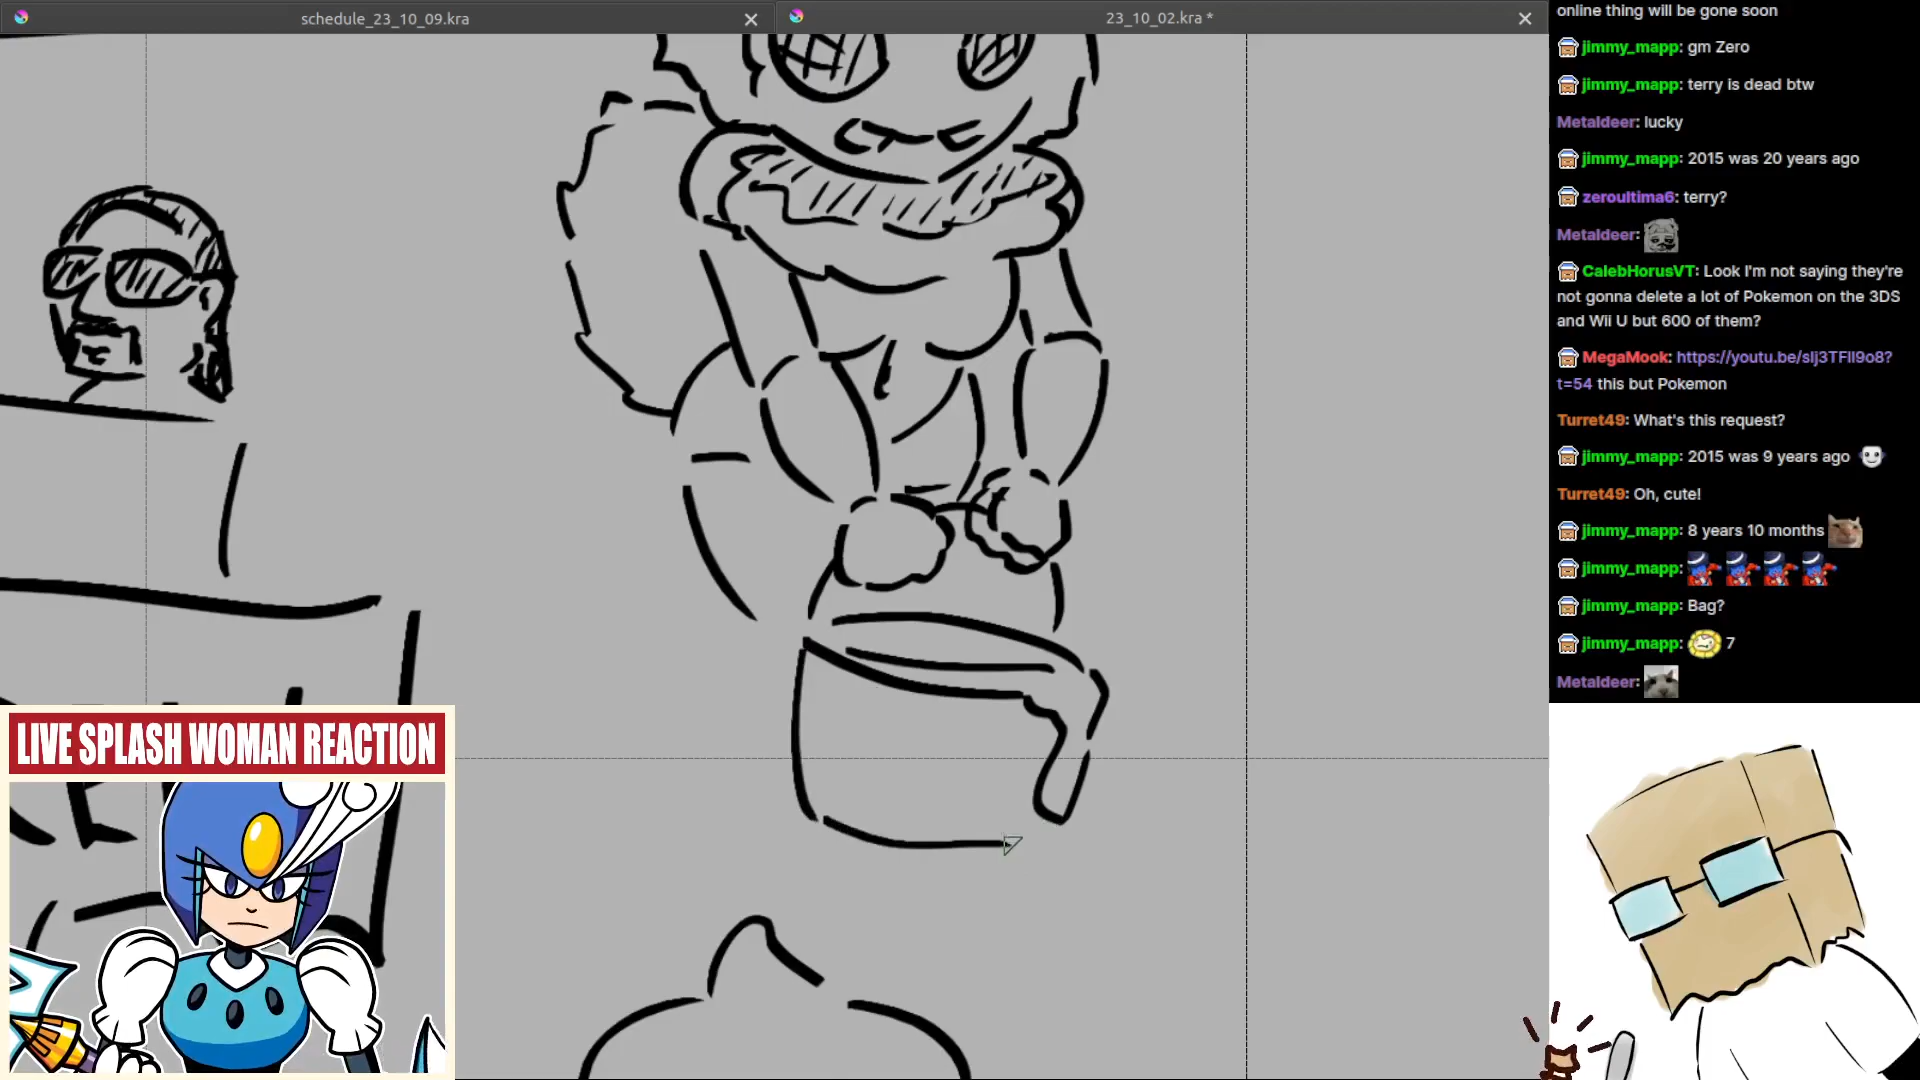 schedule_23_10_09.kra
23_10_02.kra *
online thing will be gone soon
jimmy_mapp: gm Zero
jimmy_mapp: terry is dead btw
Metaldeer: lucky
jimmy_mapp: 2015 was 20 years ago
zeroultima6: terry?
Metaldeer:
CalebHorusVT: Look I'm not saying they're
not gonna delete a lot of Pokemon on the 3DS
and Wii U but 600 of them?
MegaMook: https://youtu.be/slj3TFII9o8?
t=54 this but Pokemon
Turret49: What's this request?
jimmy_mapp: 2015 was 9 years ago
Turret49: Oh, cute!
jimmy_mapp: 8 years 10 months
jimmy_mapp:
jimmy_mapp: Bag?
jimmy_mapp: 7
Metaldeer:
LIVE SPLASH WOMAN REACTION